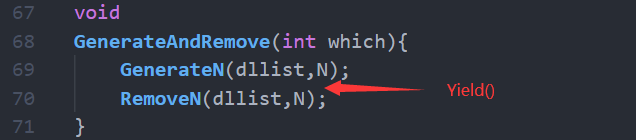 67 void
68 GenerateAndRemove(int which){
69 GenerateN(dllist,N);
70 RemoveN(dllist,N); Yield()
71 }